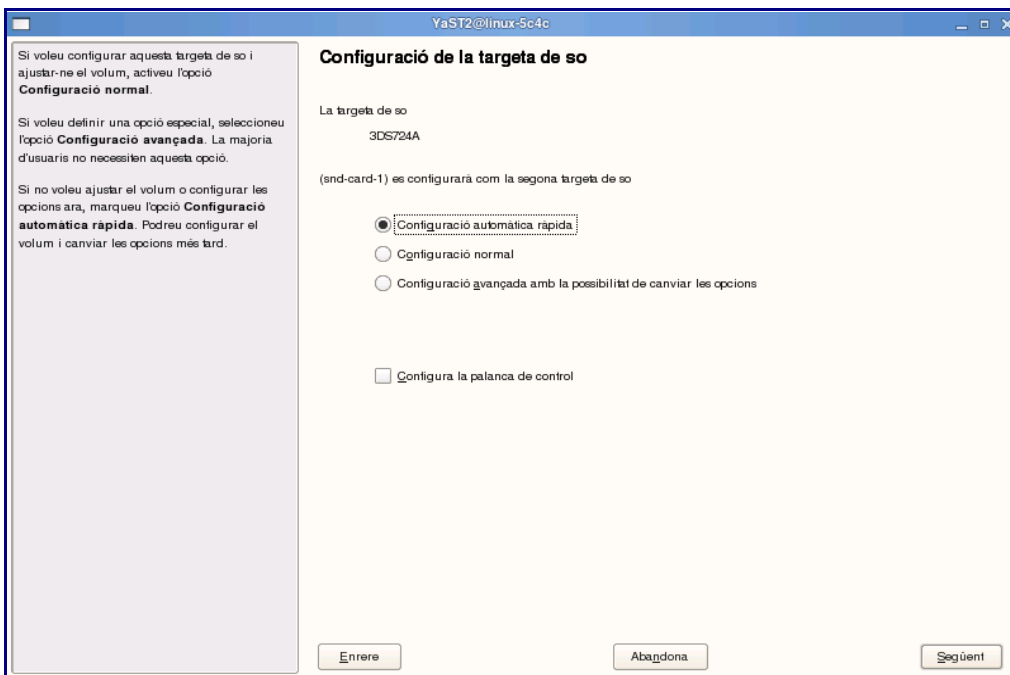 YaST2@linux-5c4c
Si voleu configurar aquesta targeta de so i
ajustar-ne el volum, activeu l'opció
Configuració normal.
Si voleu definir una opció especial, seleccioneu
l'opció Configuració avançada. La majoria
d'usuaris no necessiten aquesta opció.
Si no voleu ajustar el volum o configurar les
opcions ara, marqueu l'opció Configuració
automàtica ràpida. Podreu configurar el
volum i canviar les opcions més tard.
Configuració de la targeta de so
La targeta de so
3DS724A
(snd-card-1) es configurarà com la segona targeta de so
Configuració automàtica ràpida
Configuració normal
Configuració avançada amb la possibilitat de canviar les opcions
Configura la palanca de control
Enrere
Abandona
Següent